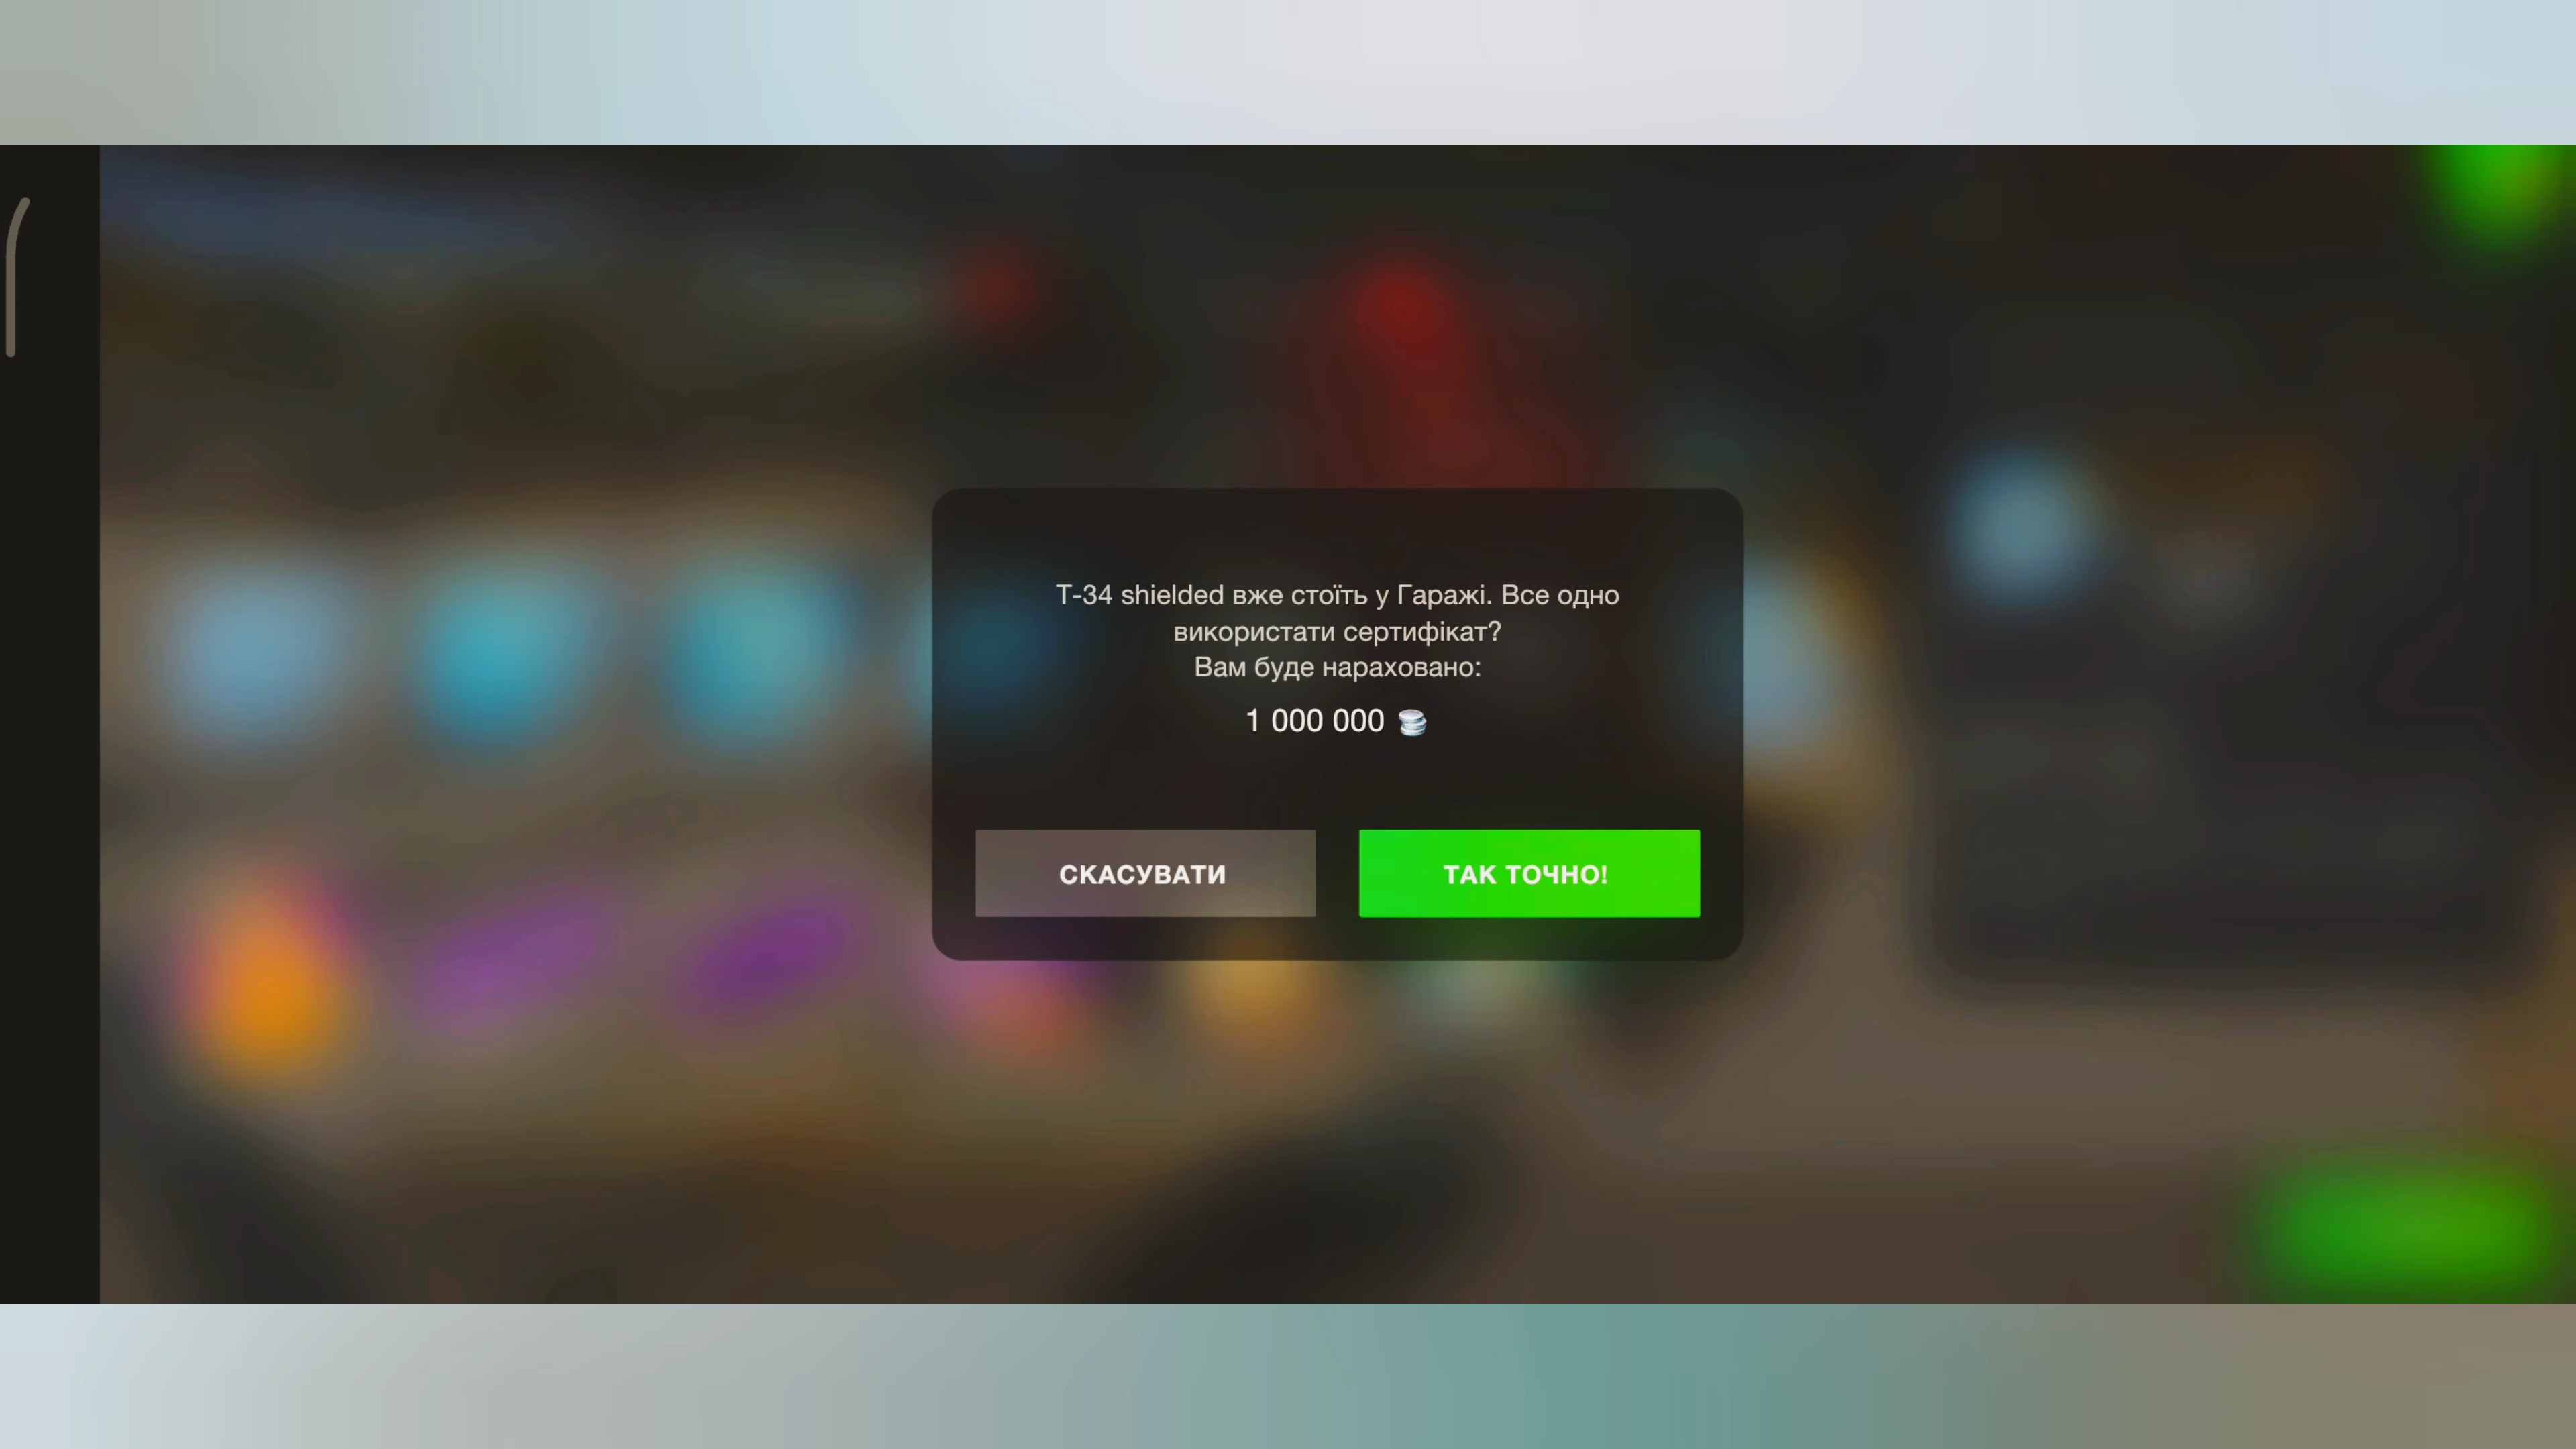 T-34 shielded вже стоїть у Гаражі. Все одно
використати сертифікат?
Вам буде нараховано:
1 000 000
СКАСУВАТИ
ТАК ТОЧНО!